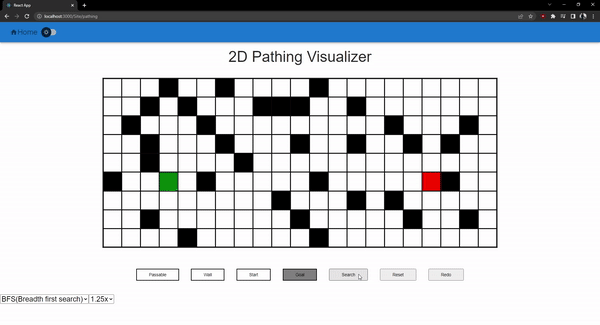 React App
localhost:3000/Site/pathing
Home
2D Pathing Visualizer
Passable Wall Start Goal Search Reset Redo
BFS(Breadth first search) 1.25x